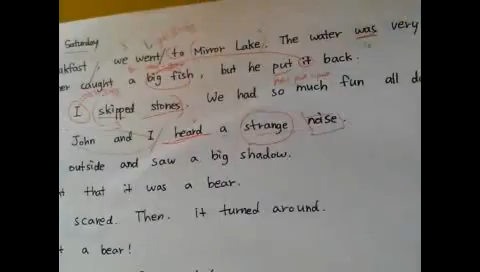 Saturday
we went to Mirror Lake. The water was very
caught a big fish, but he put it back.
I skipped stones. We had so much fun all
John and I heard a strange noise.
outside and saw a big shadow.
that it was a bear.
scared. Then. it turned around.
a bear!